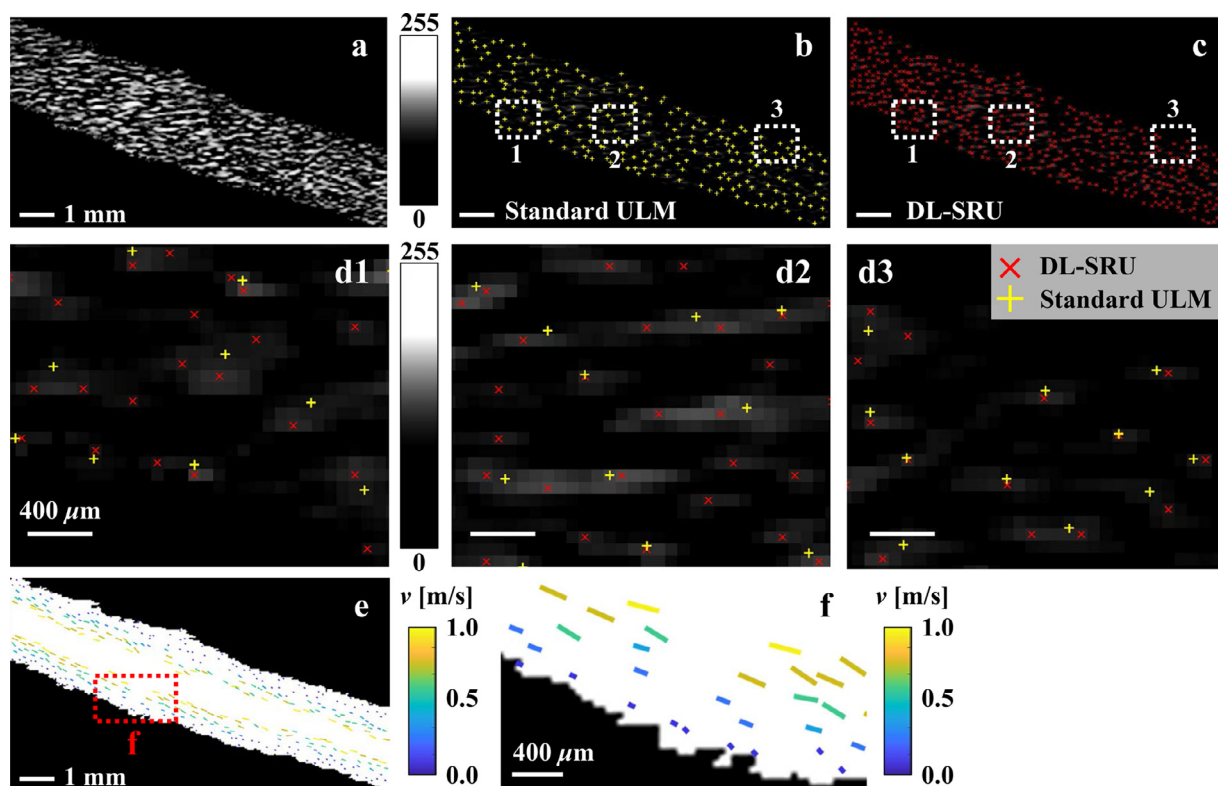 255
a
b
c
1
2
3
1
2
3
1 mm
0
Standard ULM
DL-SRU
255
d1
d2
d3
DL-SRU
Standard ULM
400 μm
0
e
f
v [m/s]
1.0
0.5
0.0
1 mm
f
400 μm
v [m/s]
1.0
0.5
0.0